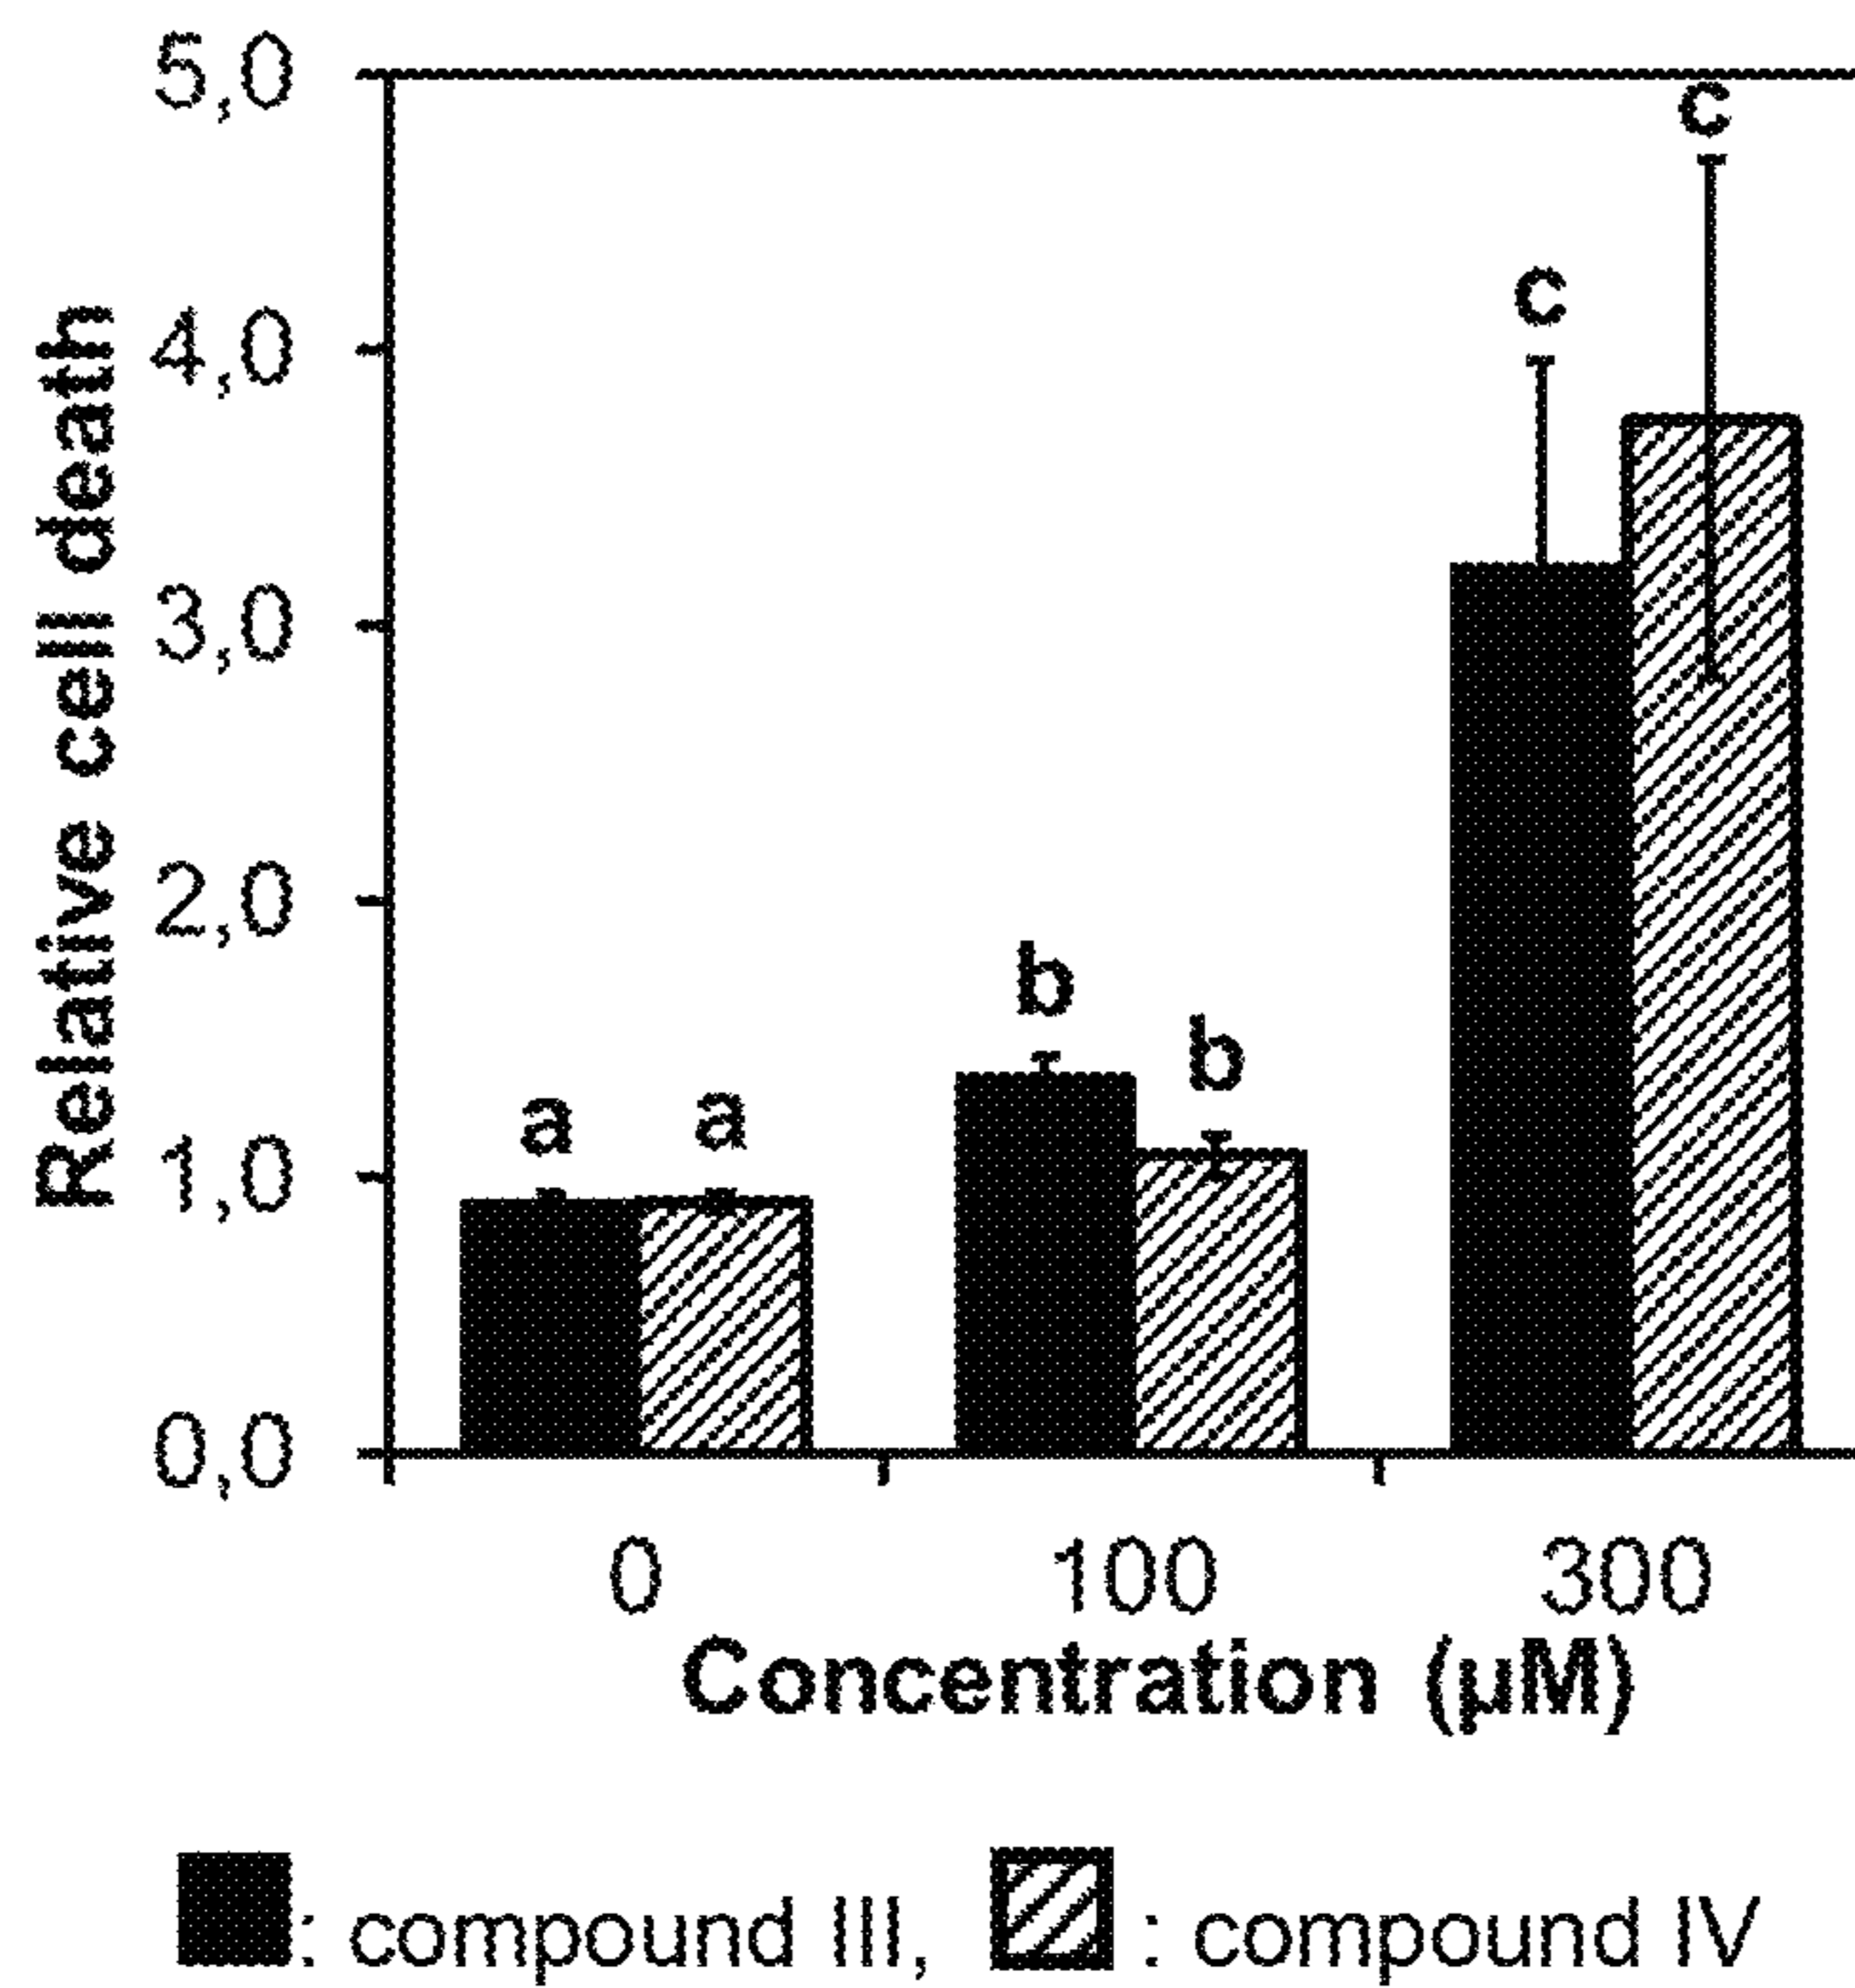 Relative cell death
5,0
4,0
3,0
2,0
1,0
0,0
a
a
b
b
c
c
0 100 300
Concentration (µM)
: compound III, : compound IV